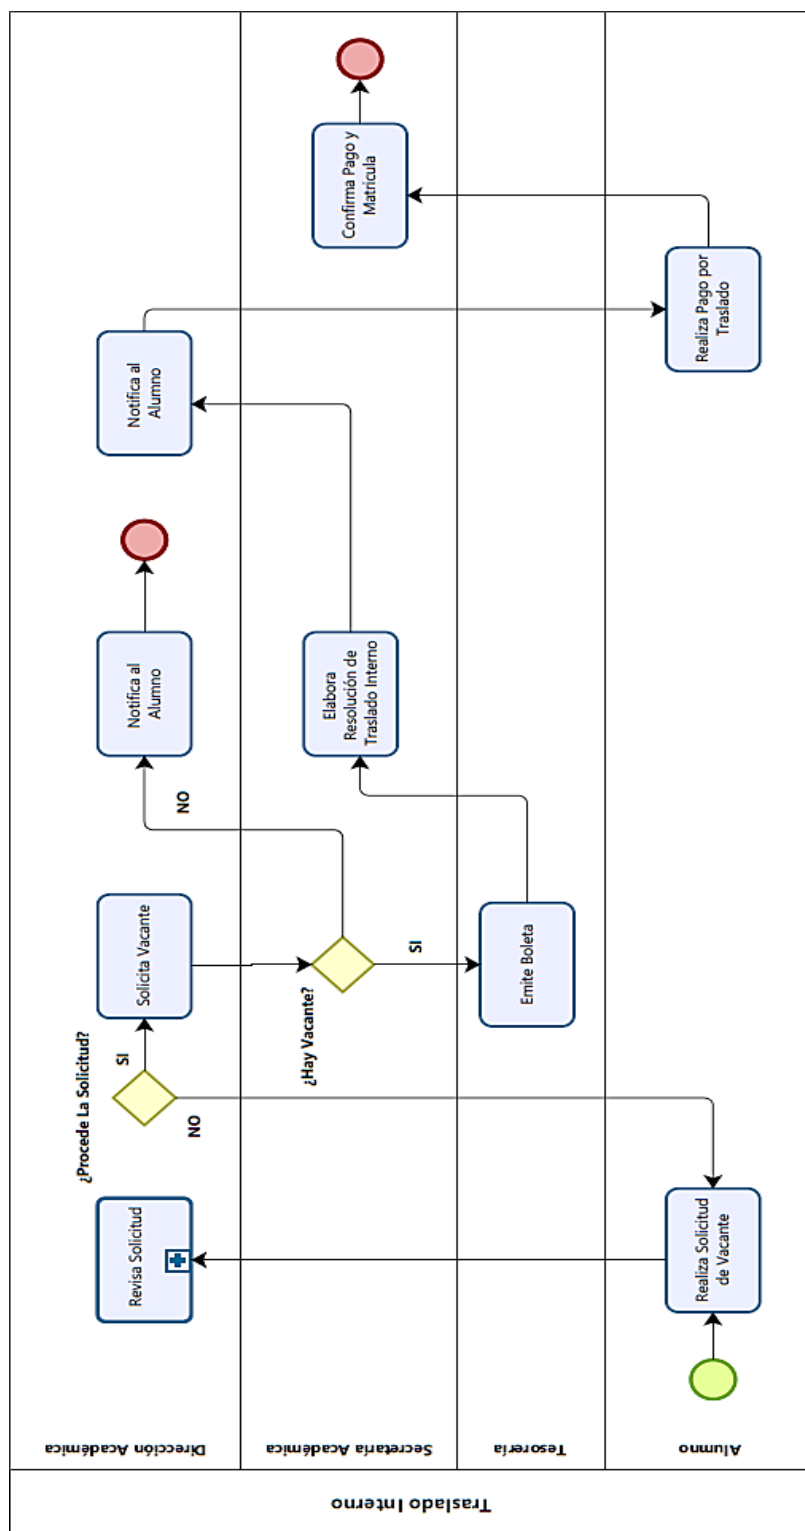 Traslado Interno
Dirección Académica
Secretaría Académica
Tesorería
Alumno
Revisa Solicitud
¿Procede La Solicitud?
SI
NO
Solicita Vacante
NO
Notifica al
Alumno
Notifica al
Alumno
¿Hay Vacante?
SI
Elabora
Resolución de
Traslado Interno
Confirma Pago y
Matricula
Emite Boleta
Realiza Solicitud
de Vacante
Realiza Pago por
Traslado